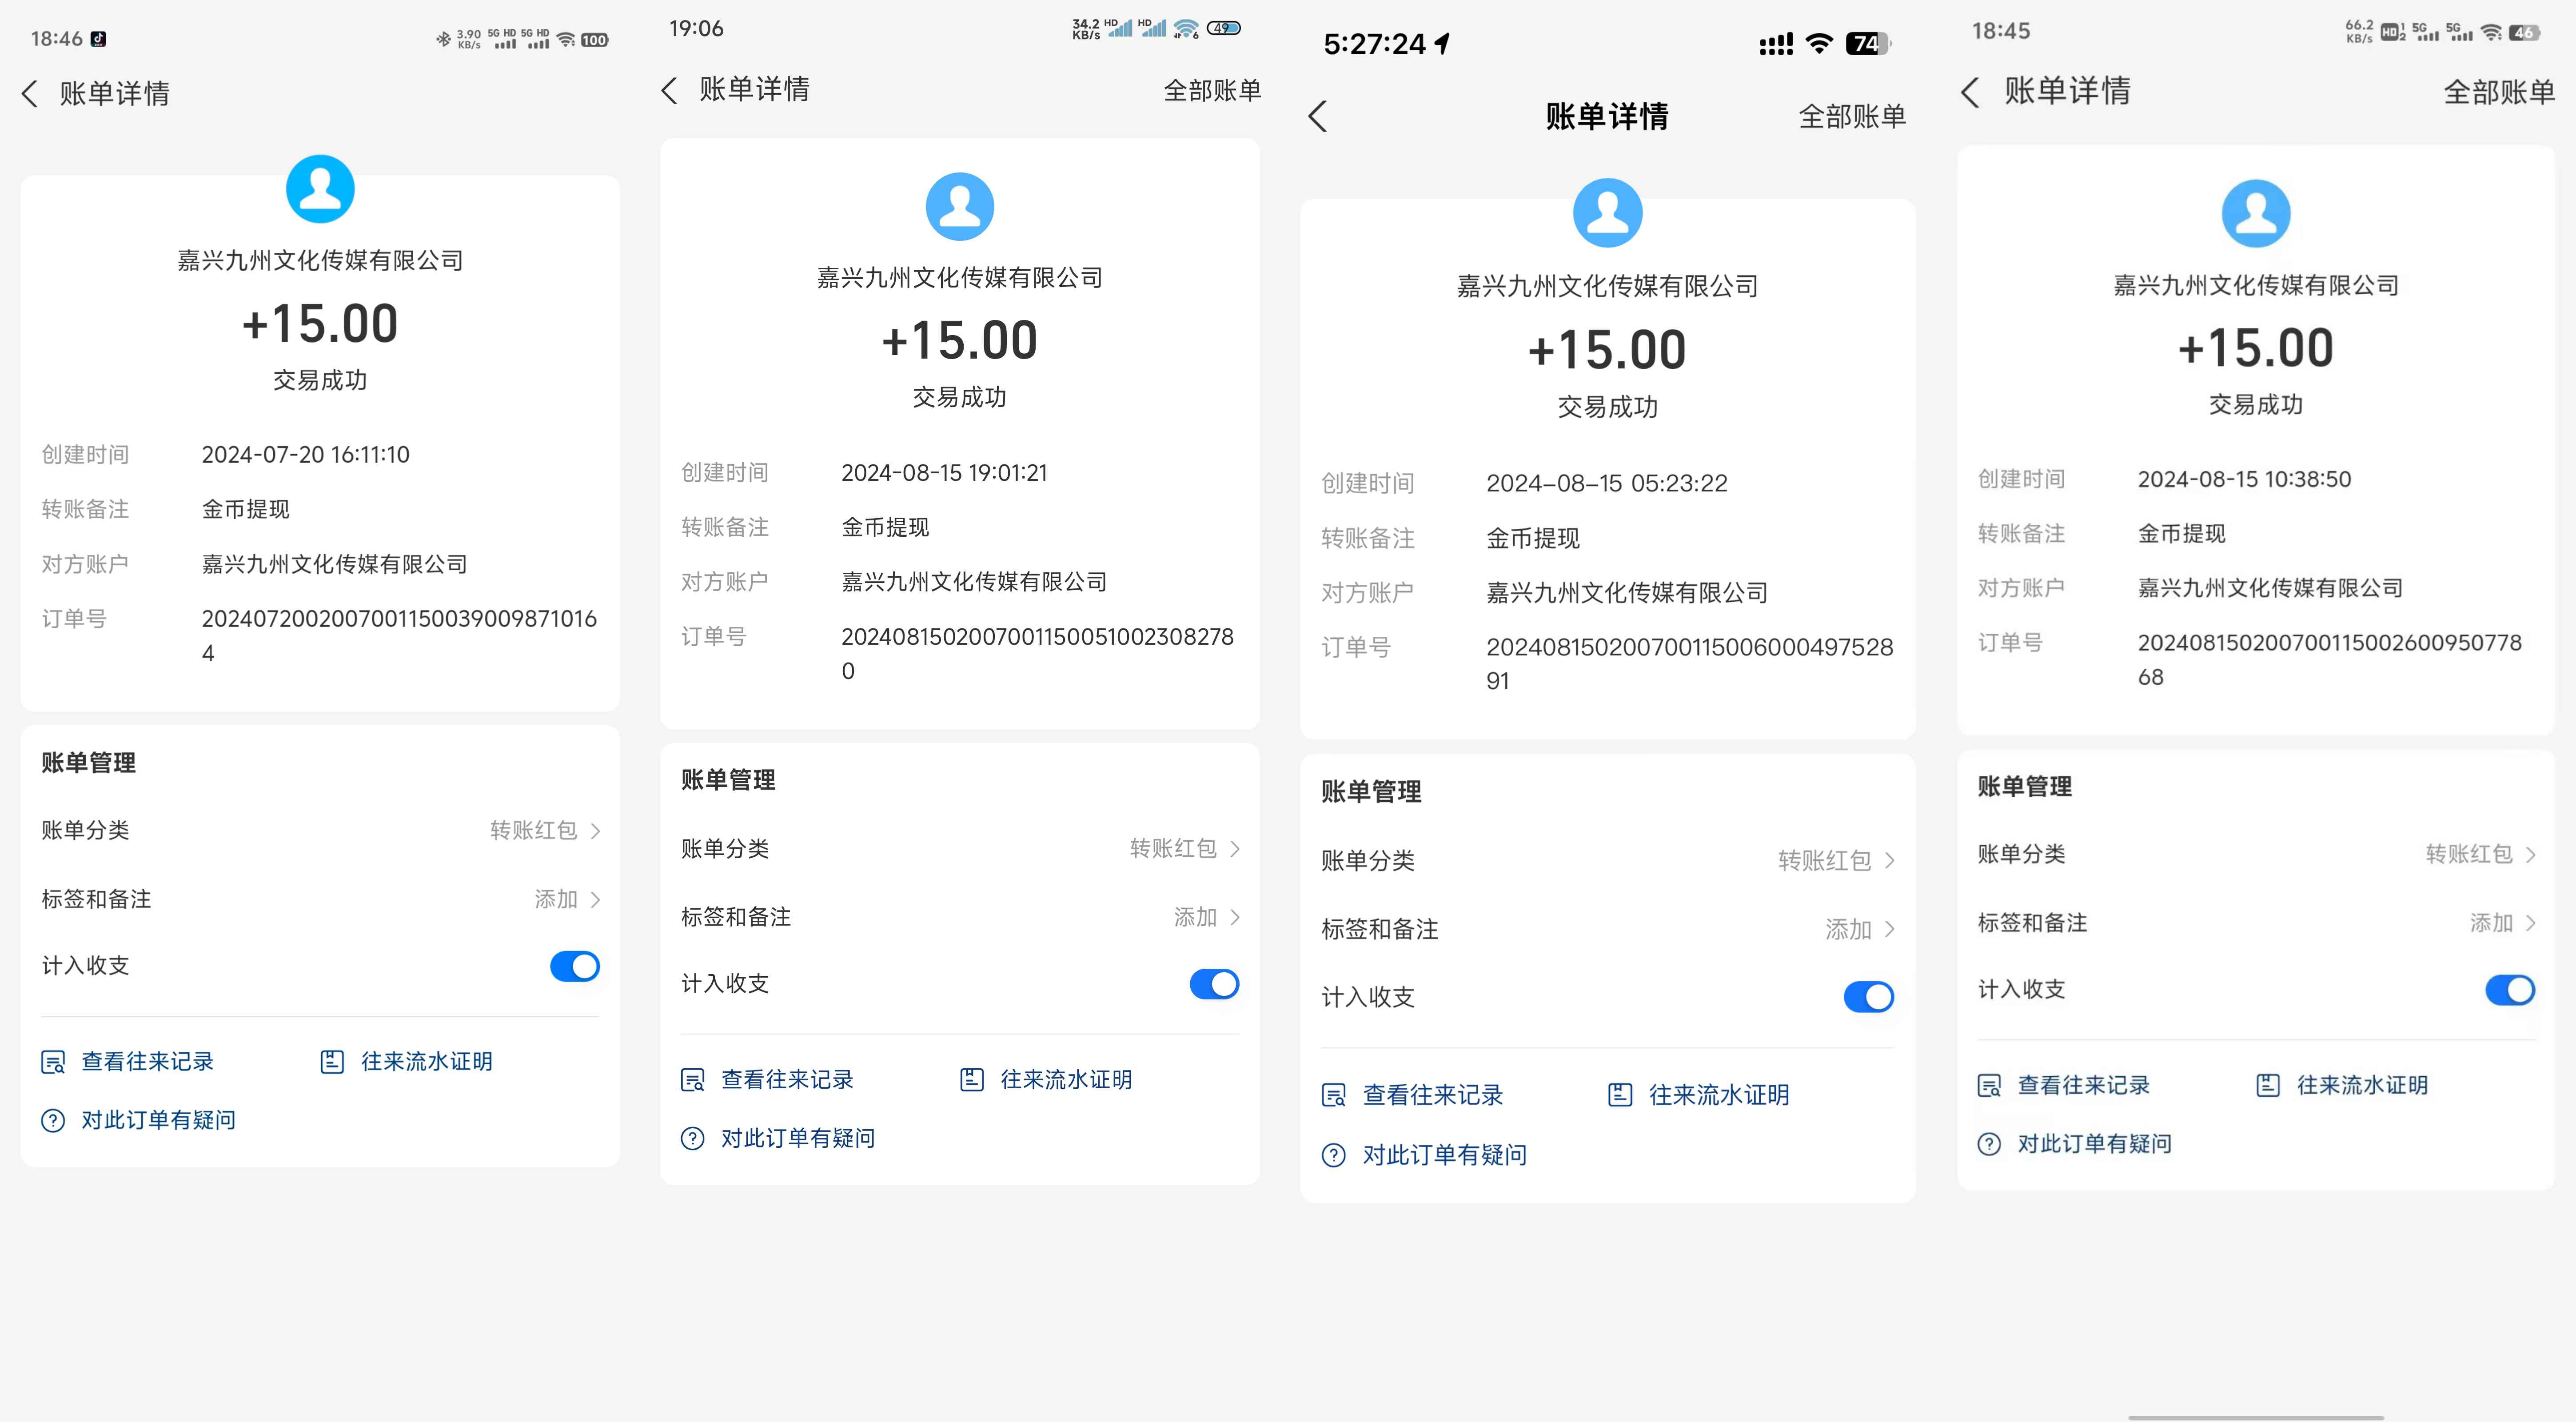 18:46
3.90 KB/s 5G HD 5G HD 100
账单详情
嘉兴九州文化传媒有限公司
+15.00
交易成功
创建时间 2024-07-20 16:11:10
转账备注 金币提现
对方账户 嘉兴九州文化传媒有限公司
订单号 2024072002007001150039009871016
4
账单管理
账单分类 转账红包
标签和备注 添加
计入收支
查看往来记录 往来流水证明
对此订单有疑问
19:06
34.2 KB/s HD HD 6 49
账单详情 全部账单
嘉兴九州文化传媒有限公司
+15.00
交易成功
创建时间 2024-08-15 19:01:21
转账备注 金币提现
对方账户 嘉兴九州文化传媒有限公司
订单号 2024081502007001150051002308278
0
账单管理
账单分类 转账红包
标签和备注 添加
计入收支
查看往来记录 往来流水证明
对此订单有疑问
5:27:24 74
账单详情 全部账单
嘉兴九州文化传媒有限公司
+15.00
交易成功
创建时间 2024-08-15 05:23:22
转账备注 金币提现
对方账户 嘉兴九州文化传媒有限公司
订单号 202408150200700115006000497528
91
账单管理
账单分类 转账红包
标签和备注 添加
计入收支
查看往来记录 往来流水证明
对此订单有疑问
18:45
66.2 KB/s HD 1 2 5G 5G 46
账单详情 全部账单
嘉兴九州文化传媒有限公司
+15.00
交易成功
创建时间 2024-08-15 10:38:50
转账备注 金币提现
对方账户 嘉兴九州文化传媒有限公司
订单号 202408150200700115002600950778
68
账单管理
账单分类 转账红包
标签和备注 添加
计入收支
查看往来记录 往来流水证明
对此订单有疑问